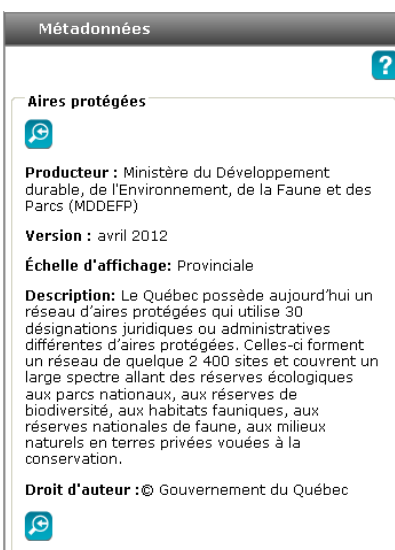 Métadonnées
?
Aires protégées
Producteur : Ministère du Développement
durable, de l'Environnement, de la Faune et des
Parcs (MDDEFP)
Version : avril 2012
Échelle d'affichage: Provinciale
Description: Le Québec possède aujourd'hui un
réseau d'aires protégées qui utilise 30
désignations juridiques ou administratives
différentes d'aires protégées. Celles-ci forment
un réseau de quelque 2 400 sites et couvrent un
large spectre allant des réserves écologiques
aux parcs nationaux, aux réserves de
biodiversité, aux habitats fauniques, aux
réserves nationales de faune, aux milieux
naturels en terres privées vouées à la
conservation.
Droit d'auteur :© Gouvernement du Québec